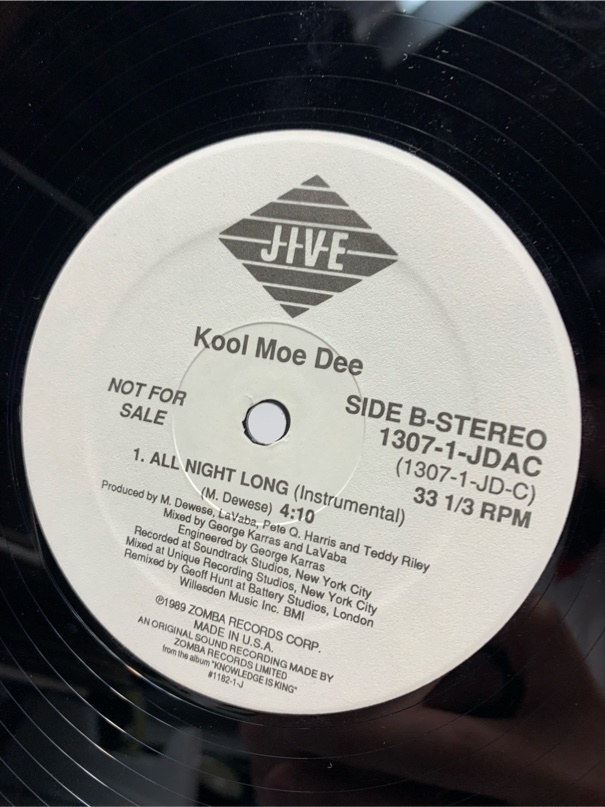 JIVE
Kool Moe Dee
NOT FOR
SALE
SIDE B-STEREO
1307-1-JDAC
(1307-1-JD-C)
33 1/3 RPM
1. ALL NIGHT LONG (Instrumental)
(M. Dewese) 4:10
Produced by M. Dewese, LaVaba, Pete Q. Harris and Teddy Riley
Mixed by George Karras and LaVaba
Engineered by George Karras
Recorded at Soundtrack Studios, New York City
Mixed at Unique Recording Studios, New York City
Remixed by Geoff Hunt at Battery Studios, London
Willesden Music Inc. BMI
℗1989 ZOMBA RECORDS CORP.
MADE IN U.S.A.
AN ORIGINAL SOUND RECORDING MADE BY
ZOMBA RECORDS LIMITED
from the album "KNOWLEDGE IS KING"
#1182-1-J